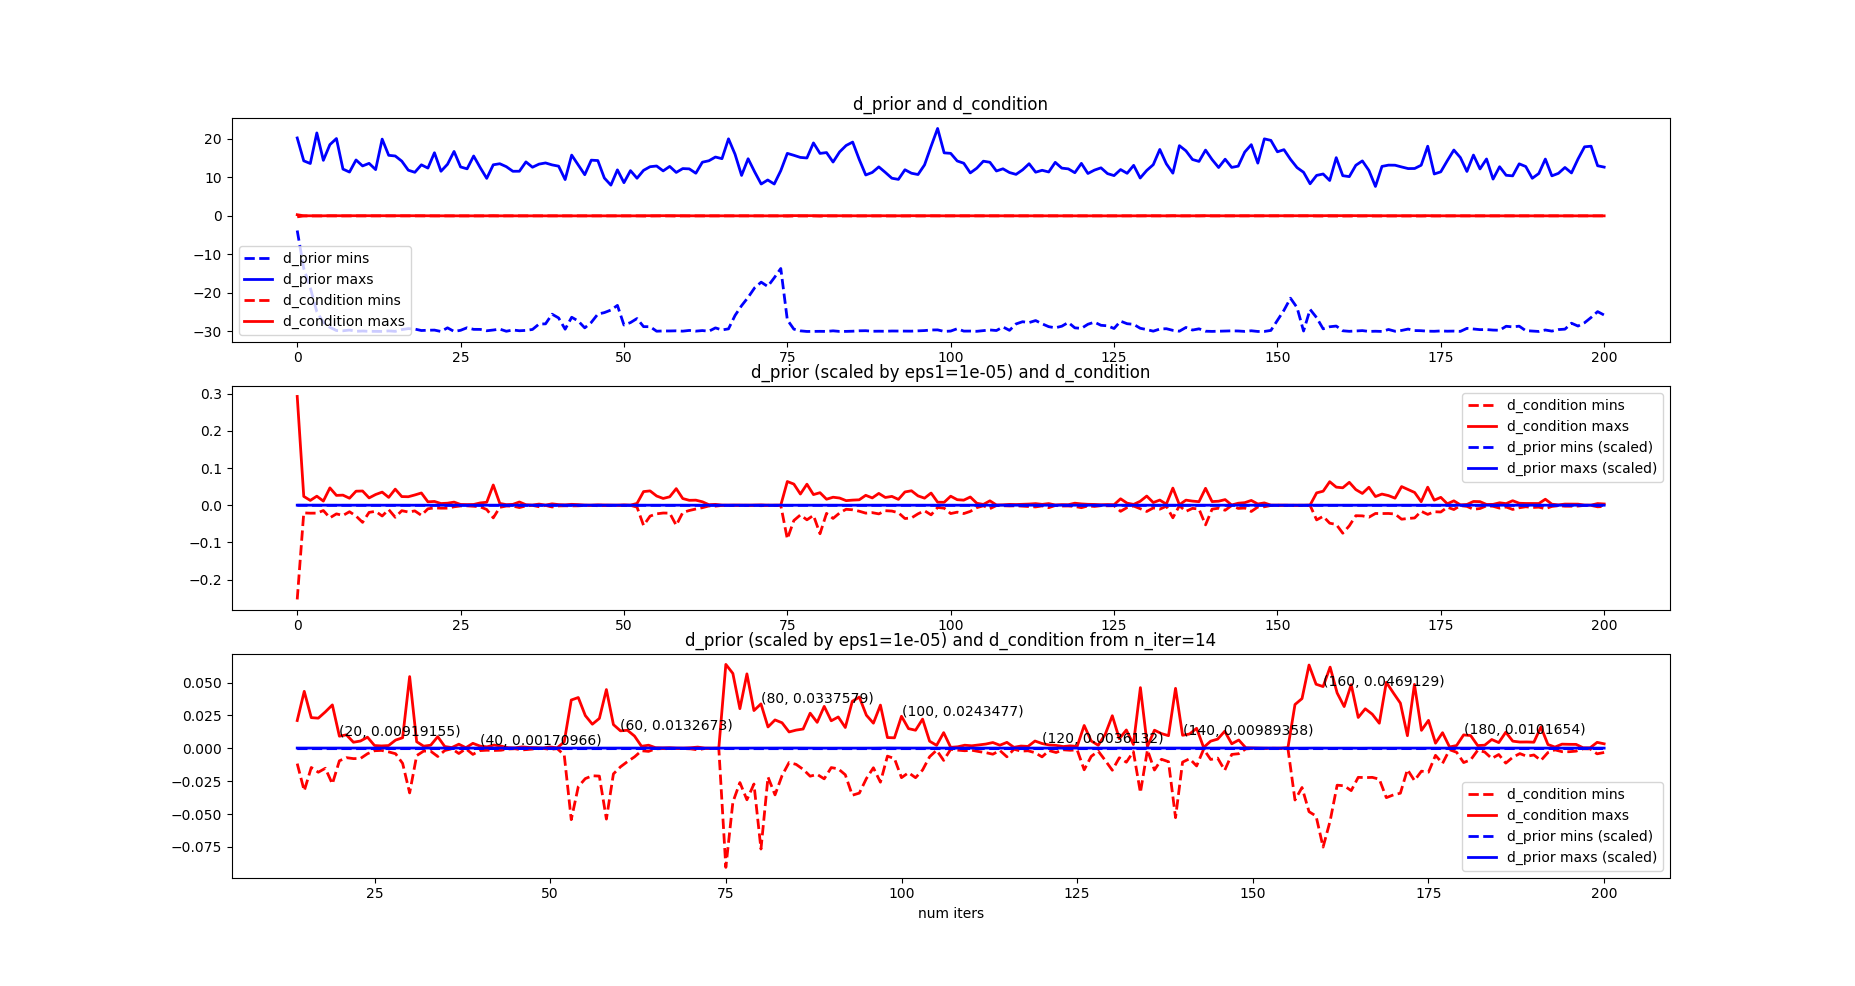 d_prior and d_condition
20
10
0
−10
−20
−30
d_prior mins
d_prior maxs
d_condition mins
d_condition maxs
0 25 50 75 100 125 150 175 200
d_prior (scaled by eps1=1e-05) and d_condition
0.3
0.2
0.1
0.0
−0.1
−0.2
d_condition mins
d_condition maxs
d_prior mins (scaled)
d_prior maxs (scaled)
0 25 50 75 100 125 150 175 200
d_prior (scaled by eps1=1e-05) and d_condition from n_iter=14
0.050
0.025
0.000
−0.025
−0.050
−0.075
(20, 0.00919155)
(40, 0.00170966)
(60, 0.0132673)
(80, 0.0337579)
(100, 0.0243477)
(120, 0.0036132)
(140, 0.00989358)
(160, 0.0469129)
(180, 0.0101654)
d_condition mins
d_condition maxs
d_prior mins (scaled)
d_prior maxs (scaled)
25 50 75 100 125 150 175 200
num iters